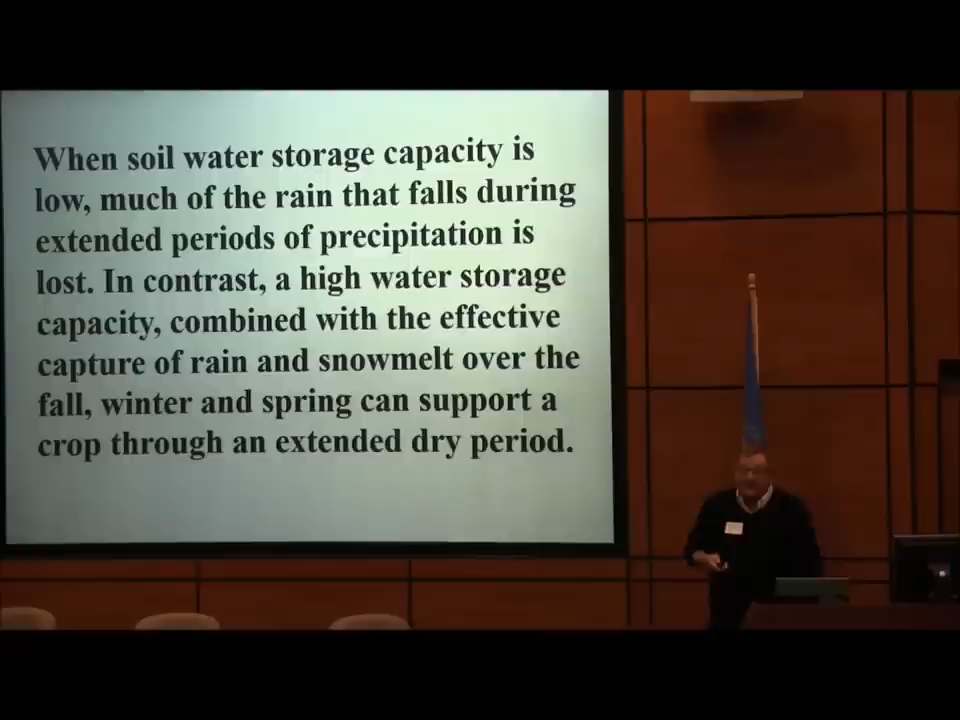 When soil water storage capacity is
low, much of the rain that falls during
extended periods of precipitation is
lost. In contrast, a high water storage
capacity, combined with the effective
capture of rain and snowmelt over the
fall, winter and spring can support a
crop through an extended dry period.